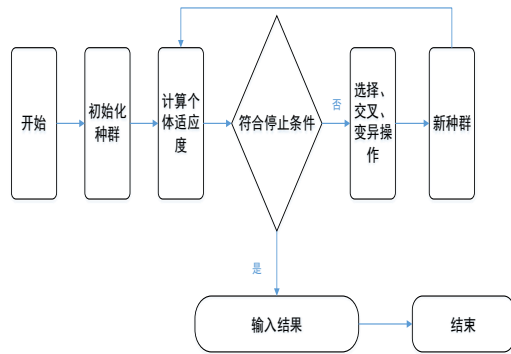 开始
初始化
种群
计算个
体适应
度
符合停止条件
否
选择、
交叉、
变异操
作
新种群
是
输入结果
结束